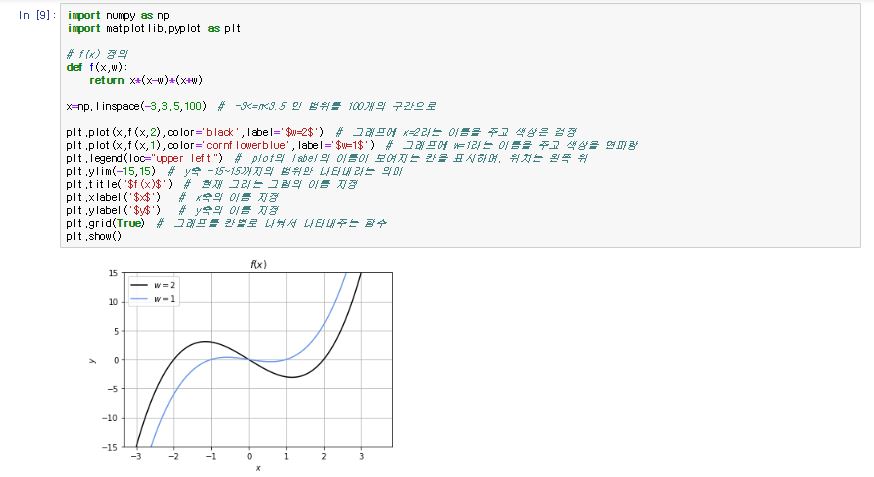 In [9]:
import numpy as np
import matplotlib.pyplot as plt
# f(x) 정의
def f(x,w):
return x*(x-w)*(x+w)
x=np.linspace(-3,3.5,100) # -3<=n<3.5 인 범위를 100개의 구간으로
plt.plot(x,f(x,2),color='black',label='$w=2$') # 그래프에 x=2라는 이름을 주고 색상은 검정
plt.plot(x,f(x,1),color='cornflowerblue',label='$w=1$') # 그래프에 w=1라는 이름을 주고 색상을 연파랑
plt.legend(loc="upper left") # plot의 label의 이름이 보여지는 칸을 표시하며, 위치는 왼쪽 위
plt.ylim(-15,15) # y축 -15~15까지의 범위만 나타내라는 의미
plt.title('$f(x)$') # 현재 그리는 그림의 이름 지정
plt.xlabel('$x$') # x축의 이름 지정
plt.ylabel('$y$') # y축의 이름 지정
plt.grid(True) # 그래프를 칸별로 나눠서 나타내주는 함수
plt.show()
f(x)
w = 2
w = 1
15
10
5
0
−5
−10
−15
y
−3 −2 −1 0 1 2 3
x